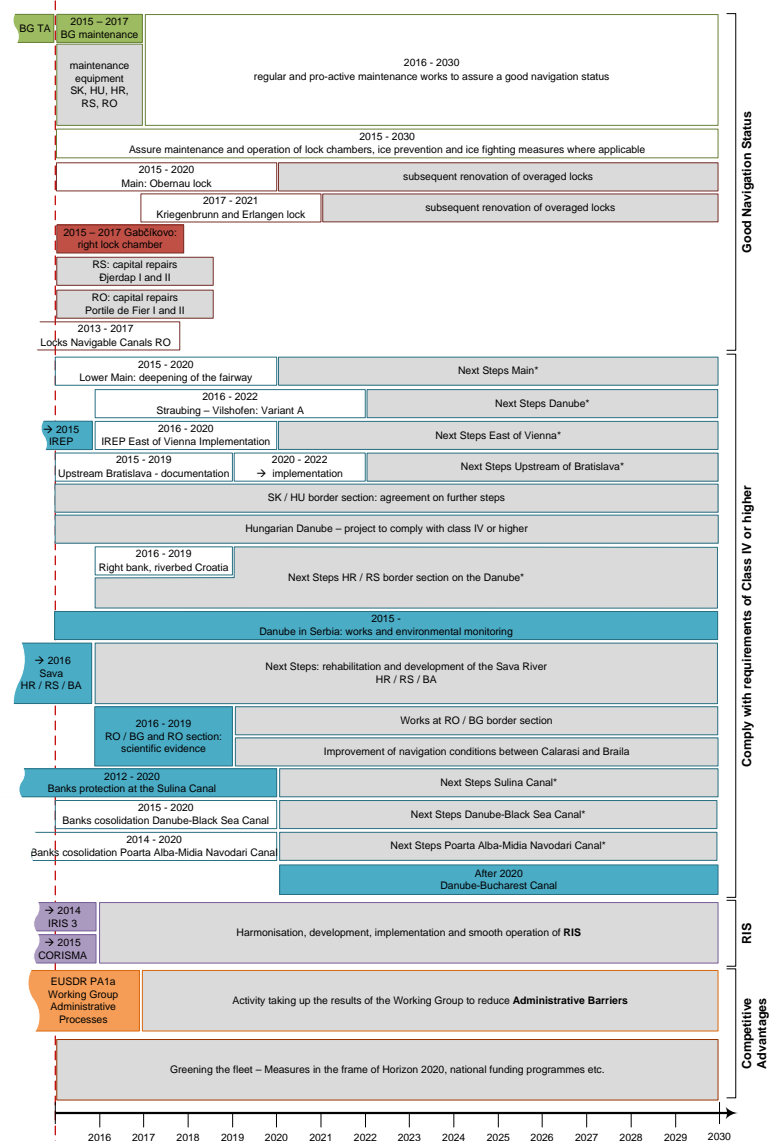 BG TA
2015 – 2017
BG maintenance
maintenance
equipment
SK, HU, HR,
RS, RO
2016 - 2030
regular and pro-active maintenance works to assure a good navigation status
2015 - 2030
Assure maintenance and operation of lock chambers, ice prevention and ice fighting measures where applicable
2015 - 2020
Main: Obernau lock
subsequent renovation of overaged locks
2017 - 2021
Kriegenbrunn and Erlangen lock
subsequent renovation of overaged locks
2015 – 2017 Gabčíkovo:
right lock chamber
RS: capital repairs
Đjerdap I and II
RO: capital repairs
Portile de Fier I and II
2013 - 2017
Locks Navigable Canals RO
Good Navigation Status
2015 - 2020
Lower Main: deepening of the fairway
Next Steps Main*
2016 - 2022
Straubing – Vilshofen: Variant A
Next Steps Danube*
→ 2015
IREP
2016 - 2020
IREP East of Vienna Implementation
Next Steps East of Vienna*
2015 - 2019
Upstream Bratislava - documentation
2020 - 2022
→ implementation
Next Steps Upstream of Bratislava*
SK / HU border section: agreement on further steps
Hungarian Danube – project to comply with class IV or higher
2016 - 2019
Right bank, riverbed Croatia
Next Steps HR / RS border section on the Danube*
2015 -
Danube in Serbia: works and environmental monitoring
→ 2016
Sava
HR / RS / BA
Next Steps: rehabilitation and development of the Sava River
HR / RS / BA
2016 - 2019
RO / BG and RO section:
scientific evidence
Works at RO / BG border section
Improvement of navigation conditions between Calarasi and Braila
2012 - 2020
Banks protection at the Sulina Canal
Next Steps Sulina Canal*
2015 - 2020
Banks cosolidation Danube-Black Sea Canal
Next Steps Danube-Black Sea Canal*
2014 - 2020
Banks cosolidation Poarta Alba-Midia Navodari Canal
Next Steps Poarta Alba-Midia Navodari Canal*
After 2020
Danube-Bucharest Canal
Comply with requirements of Class IV or higher
→ 2014
IRIS 3
→ 2015
CORISMA
Harmonisation, development, implementation and smooth operation of RIS
RIS
EUSDR PA1a
Working Group
Administrative
Processes
Activity taking up the results of the Working Group to reduce Administrative Barriers
Greening the fleet – Measures in the frame of Horizon 2020, national funding programmes etc.
Competitive
Advantages
2016 2017 2018 2019 2020 2021 2022 2023 2024 2025 2026 2027 2028 2029 2030